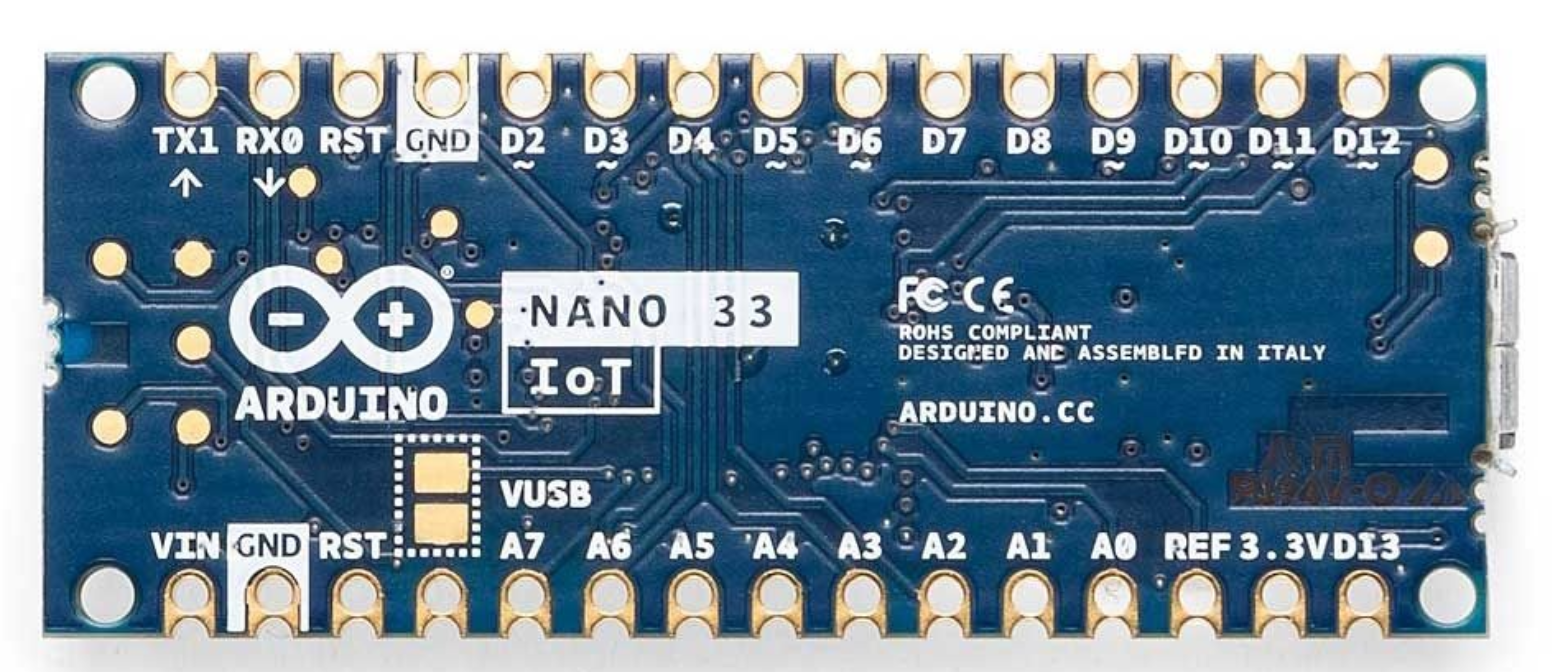 TX1 RX0 RST GND D2 D3 D4 D5 D6 D7 D8 D9 D10 D11 D12
~ ~ ~ ~ ~ ~ ~ ~
↑ ↓
®
NANO 33
IoT
ARDUINO
FC CE
ROHS COMPLIANT
DESIGNED AND ASSEMBLFD IN ITALY
ARDUINO.CC
VUSB
VIN GND RST A7 A6 A5 A4 A3 A2 A1 A0 REF 3.3V D13